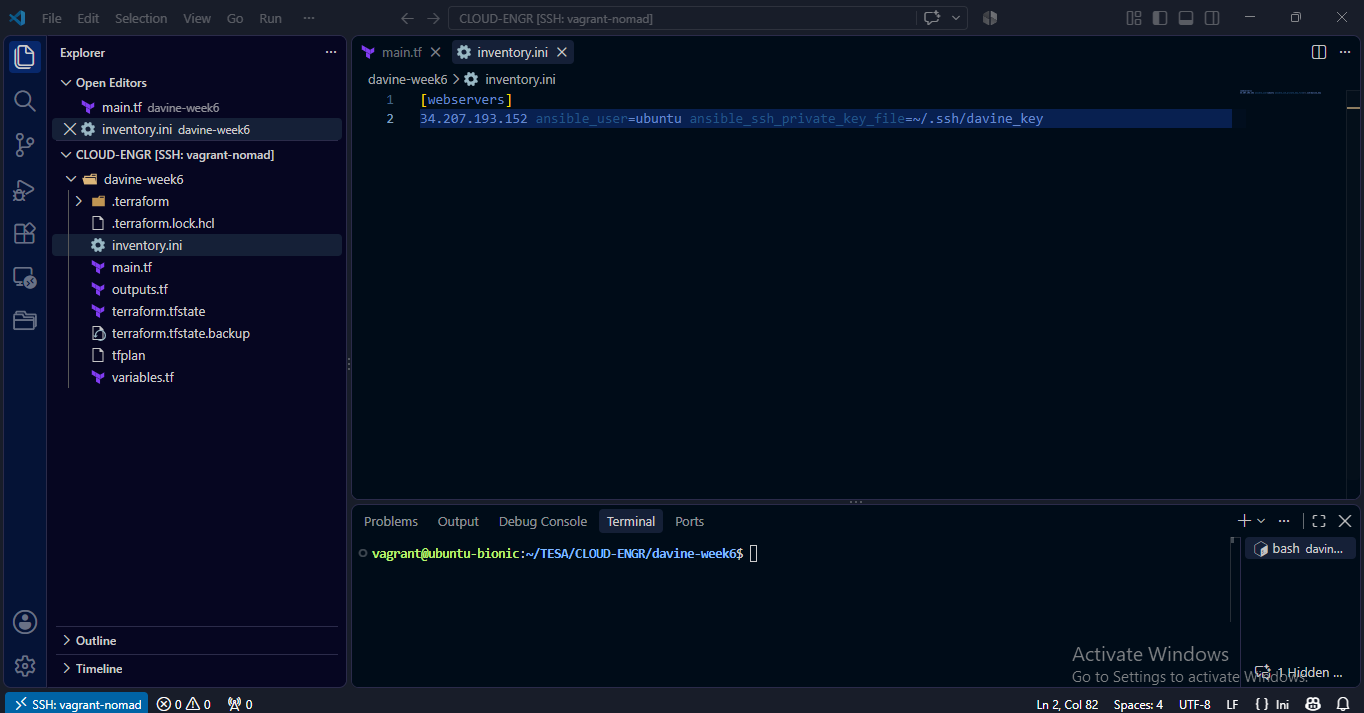 File Edit Selection View Go Run ··· CLOUD-ENGR [SSH: vagrant-nomad]
Explorer
Open Editors
main.tf davine-week6
inventory.ini davine-week6
CLOUD-ENGR [SSH: vagrant-nomad]
davine-week6
.terraform
.terraform.lock.hcl
inventory.ini
main.tf
outputs.tf
terraform.tfstate
terraform.tfstate.backup
tfplan
variables.tf
Outline
Timeline
main.tf inventory.ini
davine-week6 > inventory.ini
1 [webservers]
2 34.207.193.152 ansible_user=ubuntu ansible_ssh_private_key_file=~/.ssh/davine_key
Problems Output Debug Console Terminal Ports
vagrant@ubuntu-bionic:~/TESA/CLOUD-ENGR/davine-week6$
bash davin...
Activate Windows
Go to Settings to activate Windows.
1 Hidden ...
SSH: vagrant-nomad 0 0 0 Ln 2, Col 82 Spaces: 4 UTF-8 LF {} Ini